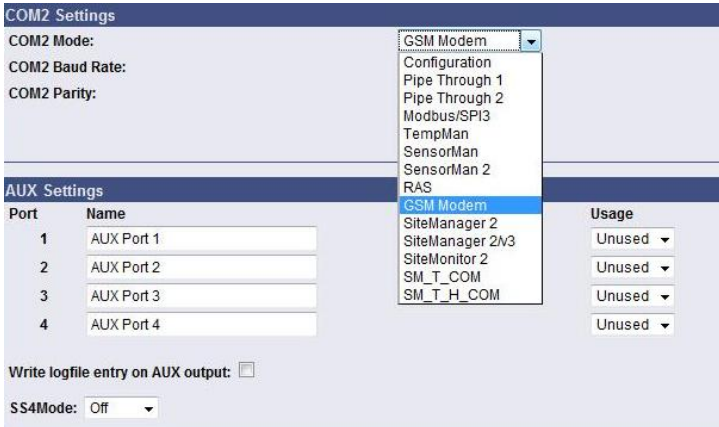 COM2 Settings
COM2 Mode: GSM Modem
COM2 Baud Rate:
COM2 Parity:
Configuration
Pipe Through 1
Pipe Through 2
Modbus/SPI3
TempMan
SensorMan
SensorMan 2
RAS
GSM Modem
SiteManager 2
SiteManager 2/v3
SiteMonitor 2
SM_T_COM
SM_T_H_COM
AUX Settings
Port Name Usage
1 AUX Port 1 Unused
2 AUX Port 2 Unused
3 AUX Port 3 Unused
4 AUX Port 4 Unused
Write logfile entry on AUX output:
SS4Mode: Off